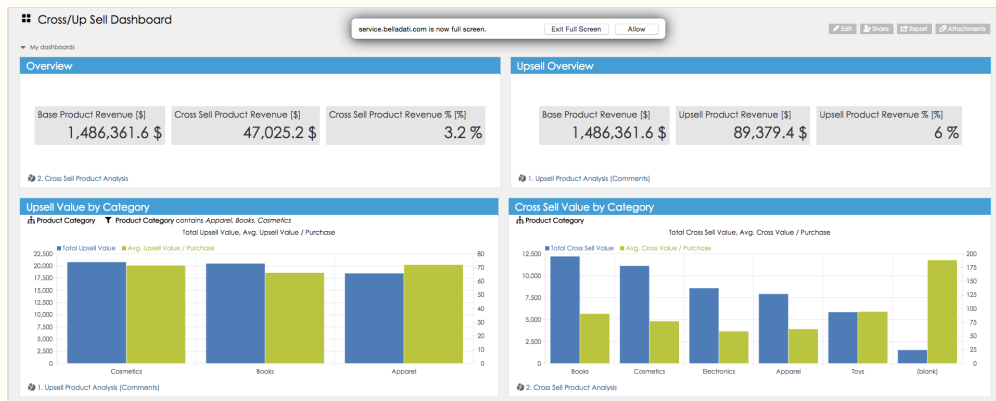 Cross/Up Sell Dashboard
service.belladati.com is now full screen.
Exit Full Screen
Allow
Edit
Share
Export
Attachments
My dashboards
Overview
Base Product Revenue [$]
1,486,361.6 $
Cross Sell Product Revenue [$]
47,025.2 $
Cross Sell Product Revenue % [%]
3.2 %
2. Cross Sell Product Analysis
Upsell Overview
Base Product Revenue [$]
1,486,361.6 $
Upsell Product Revenue [$]
89,379.4 $
Upsell Product Revenue % [%]
6 %
1. Upsell Product Analysis (Comments)
Upsell Value by Category
Product Category Product Category contains Apparel, Books, Cosmetics
Total Upsell Value, Avg. Upsell Value / Purchase
Total Upsell Value Avg. Upsell Value / Purchase
22,500
20,000
17,500
15,000
12,500
10,000
7,500
5,000
2,500
0
80
70
60
50
40
30
20
10
0
Cosmetics
Books
Apparel
1. Upsell Product Analysis (Comments)
Cross Sell Value by Category
Product Category
Total Cross Sell Value, Avg. Cross Value / Purchase
Total Cross Sell Value Avg. Cross Value / Purchase
12,500
10,000
7,500
5,000
2,500
0
200
175
150
125
100
75
50
25
0
Books
Cosmetics
Electronics
Apparel
Toys
(blank)
2. Cross Sell Product Analysis